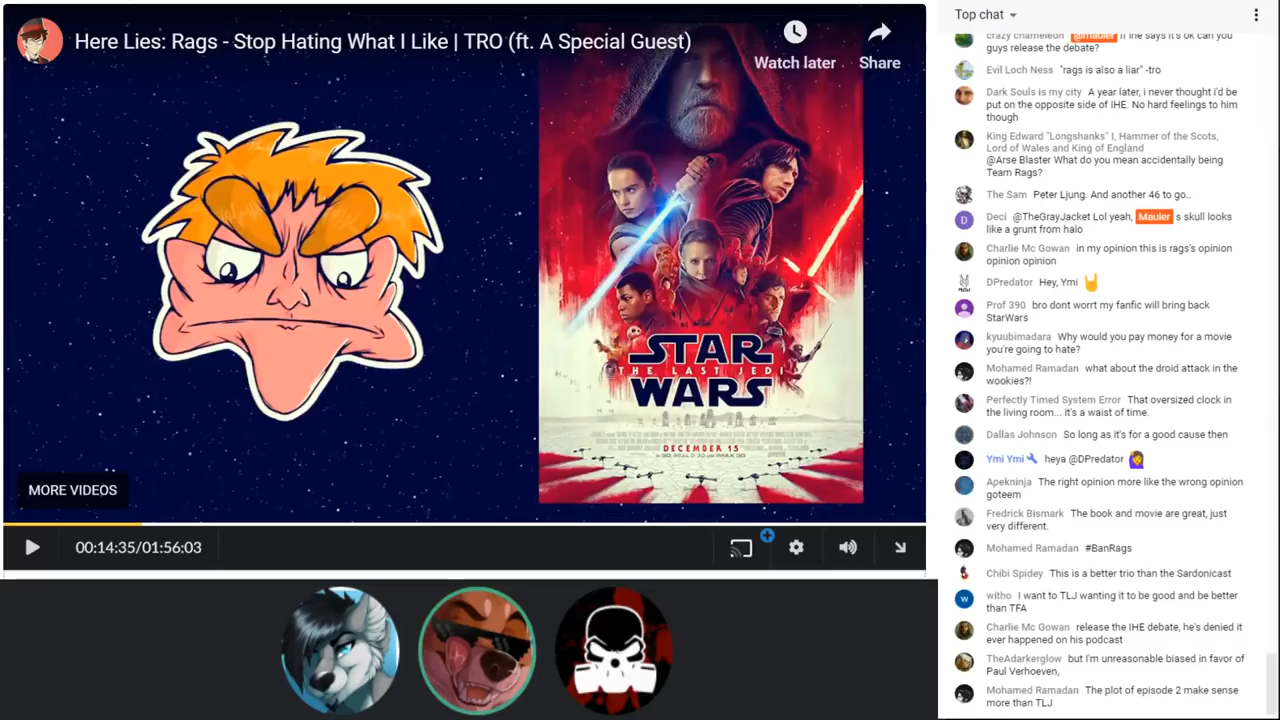 Here Lies: Rags - Stop Hating What I Like | TRO (ft. A Special Guest)
Watch later
Share
STAR
THE LAST JEDI
WARS
DECEMBER 15
MORE VIDEOS
00:14:35/01:56:03
Top chat
crazy chameleon @mauler if ihe says it's ok can you
guys release the debate?
Evil Loch Ness "rags is also a liar" -tro
Dark Souls is my city A year later, i never thought i'd be
put on the opposite side of IHE. No hard feelings to him
though
King Edward "Longshanks" I, Hammer of the Scots,
Lord of Wales and King of England
@Arse Blaster What do you mean accidentally being
Team Rags?
The Sam Peter Ljung. And another 46 to go..
D
Deci @TheGrayJacket Lol yeah, Mauler s skull looks
like a grunt from halo
Charlie Mc Gowan in my opinion this is rags's opinion
opinion opinion
DPredator Hey, Ymi 🤘
Prof 390 bro dont worrt my fanfic will bring back
StarWars
kyuubimadara Why would you pay money for a movie
you're going to hate?
Mohamed Ramadan what about the droid attack in the
wookies?!
Perfectly Timed System Error That oversized clock in
the living room... it's a waist of time.
Dallas Johnson So long as it's for a good cause then
Ymi Ymi heya @DPredator 🙋‍♀️
Apekninja The right opinion more like the wrong opinion
goteem
Fredrick Bismark The book and movie are great, just
very different.
Mohamed Ramadan #BanRags
Chibi Spidey This is a better trio than the Sardonicast
W
witho I want to TLJ wanting it to be good and be better
than TFA
Charlie Mc Gowan release the IHE debate, he's denied it
ever happened on his podcast
TheAdarkerglow but I'm unreasonable biased in favor of
Paul Verhoeven,
Mohamed Ramadan The plot of episode 2 make sense
more than TLJ